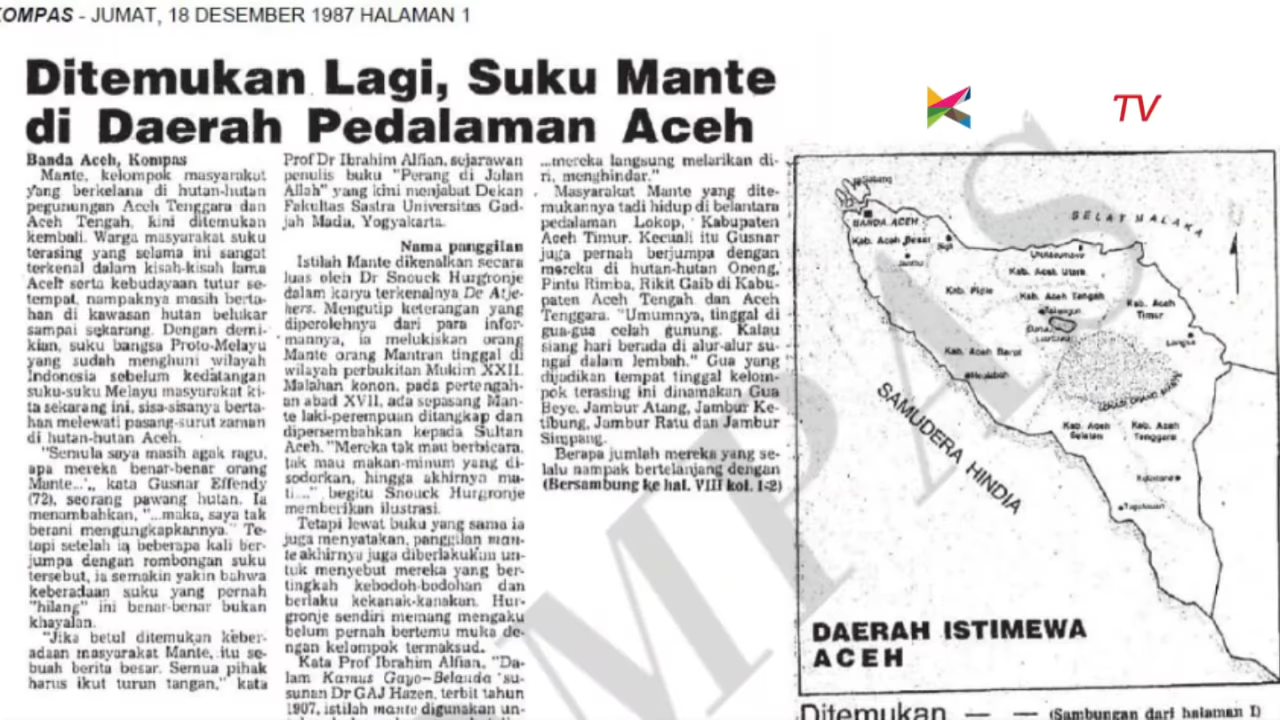 KOMPAS - JUMAT, 18 DESEMBER 1987 HALAMAN 1
Ditemukan Lagi, Suku Mante
di Daerah Pedalaman Aceh
Banda Aceh, Kompas
Mante, kelompok masyarakat
yang berkelana di hutan-hutan
pegunungan Aceh Tenggara dan
Aceh Tengah, kini ditemukan
kembali. Warga masyarakat suku
terasing yang selama ini sangat
terkenal dalam kisah-kisah lama
Aceh serta kebudayaan tutur se-
tempat, nampaknya masih berta-
han di kawasan hutan belukar
sampai sekarang. Dengan demi-
kian, suku bangsa Proto-Melayu
yang sudah menghuni wilayah
Indonesia sebelum kedatangan
suku-suku Melayu masyarakat ki-
ta sekarang ini, sisa-sisanya berta-
han melewati pasang-surut zaman
di hutan-hutan Aceh.
"Semula saya masih agak ragu,
apa mereka benar-benar orang
Mante...", kata Gusnar Effendy
(72), seorang pawang hutan. Ia
menambahkan, "...maka, saya tak
berani mengungkapkannya." Te-
tapi setelah ia beberapa kali ber-
jumpa dengan rombongan suku
tersebut, ia semakin yakin bahwa
keberadaan suku yang pernah
"hilang" ini benar-benar bukan
khayalan.
"Jika betul ditemukan keber-
adaan masyarakat Mante, itu se-
buah berita besar. Semua pihak
harus ikut turun tangan," kata
Prof Dr Ibrahim Alfian, sejarawan
penulis buku "Perang di Jalan
Allah" yang kini menjabat Dekan
Fakultas Sastra Universitas Gad-
jah Mada, Yogyakarta.
Nama panggilan
Istilah Mante dikenalkan secara
luas oleh Dr Snouck Hurgronje
dalam karya terkenalnya De Atje-
hers. Mengutip keterangan yang
diperolehnya dari para infor-
mannya, ia melukiskan orang
Mante orang Mantran tinggal di
wilayah perbukitan Mukim XXII.
Malahan konon, pada pertengah-
an abad XVII, ada sepasang Man-
te laki-perempuan ditangkap dan
dipersembahkan kepada Sultan
Aceh. "Mereka tak mau berbicara,
tak mau makan-minum yang di-
sodorkan, hingga akhirnya ma-
ti...," begitu Snouck Hurgronje
memberikan ilustrasi.
Tetapi lewat buku yang sama ia
juga menyatakan, panggilan man-
te akhirnya juga diberlakukan un-
tuk menyebut mereka yang ber-
tingkah kebodoh-bodohan dan
berlaku kekanak-kanakan. Hur-
gronje sendiri memang mengaku
belum pernah bertemu muka de-
ngan kelompok termaksud.
Kata Prof Ibrahim Alfian, "Da-
lam Kamus Gayo-Belanda su-
sunan Dr GAJ Hazen, terbit tahun
1907, istilah mante digunakan un-
...mereka langsung melarikan di-
ri, menghindar."
Masyarakat Mante yang dite-
mukannya tadi hidup di belantara
pedalaman Lokop, Kabupaten
Aceh Timur. Kecuali itu Gusnar
juga pernah berjumpa dengan
mereka di hutan-hutan Oneng,
Pintu Rimba, Rikit Gaib di Kabu-
paten Aceh Tengah dan Aceh
Tenggara. "Umumnya, tinggal di
gua-gua celah gunung. Kalau
siang hari berada di alur-alur su-
ngai dalam lembah." Gua yang
dijadikan tempat tinggal kelom-
pok terasing ini dinamakan Gua
Beye, Jambur Atang, Jambur Ke-
tibung, Jambur Ratu dan Jambur
Simpang.
Berapa jumlah mereka yang se-
lalu nampak bertelanjang dengan
(Bersambung ke hal. VIII kol. 1-2)
TV
Sabang
BANDA ACEH
SELAT MALAKA
Kab. Aceh Besar
Sigli
Kab. Aceh Utara
Kab. Pidie
Kab. Aceh Tengah
Kab. Aceh
Timur
Takengon
Langsa
Kab. Aceh Barat
Meulaboh
Kab. Aceh
Selatan
Kab. Aceh
Tenggara
Kutacane
Tapaktuan
SAMUDERA HINDIA
DAERAH ISTIMEWA
ACEH
Ditemukan — — (Sambungan dari halaman I)